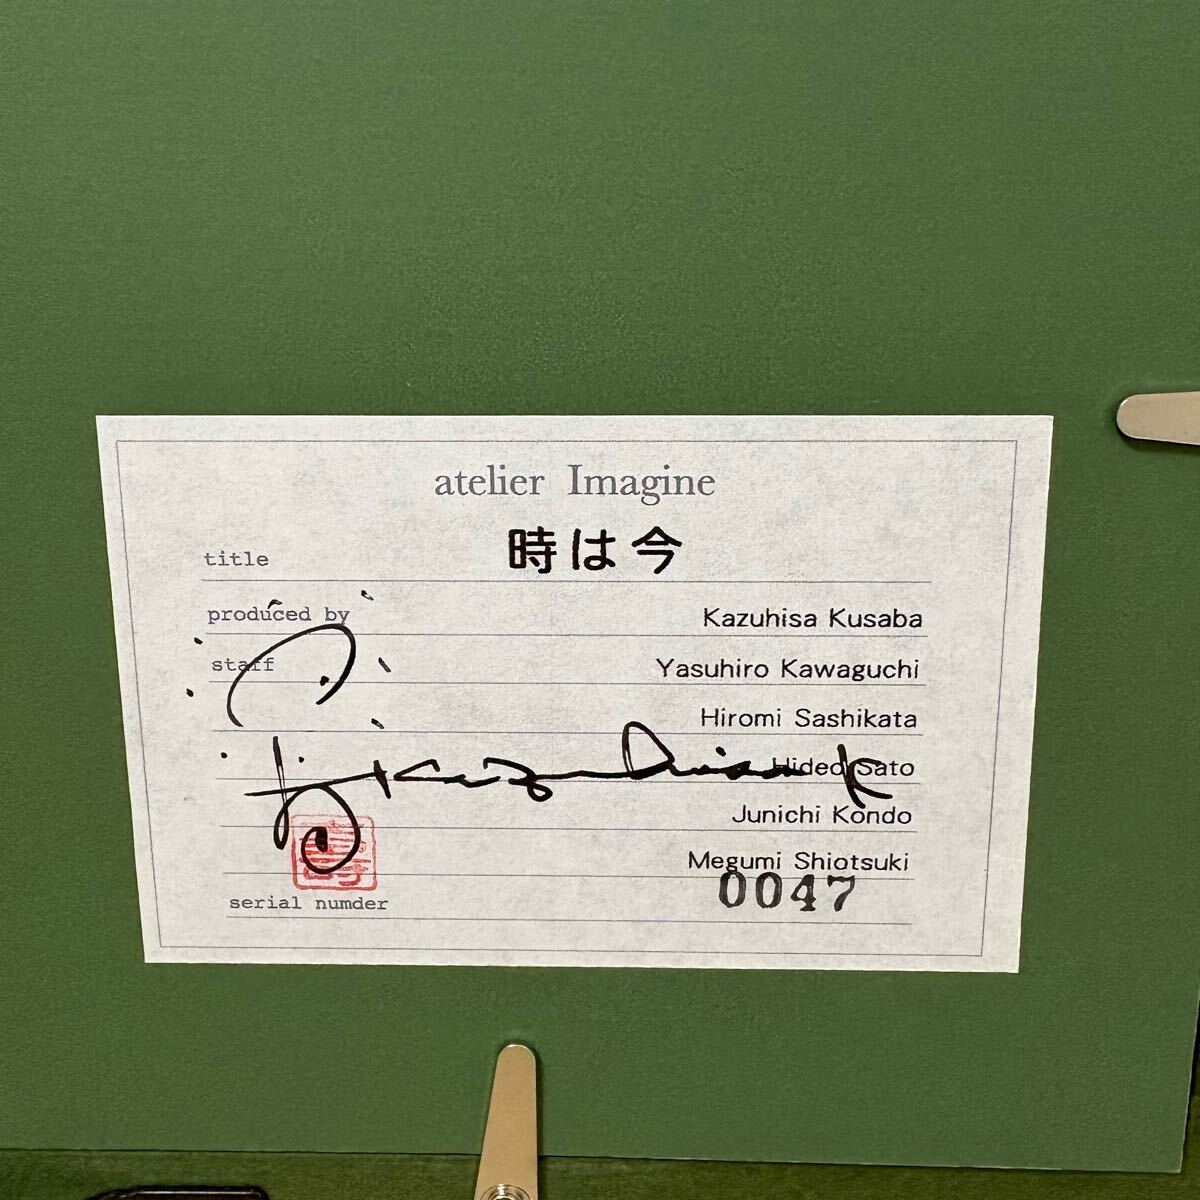 atelier Imagine
title 時は今
produced by Kazuhisa Kusaba
staff Yasuhiro Kawaguchi
Hiromi Sashikata
Hideo Sato
Junichi Kondo
Megumi Shiotsuki
serial numder 0047